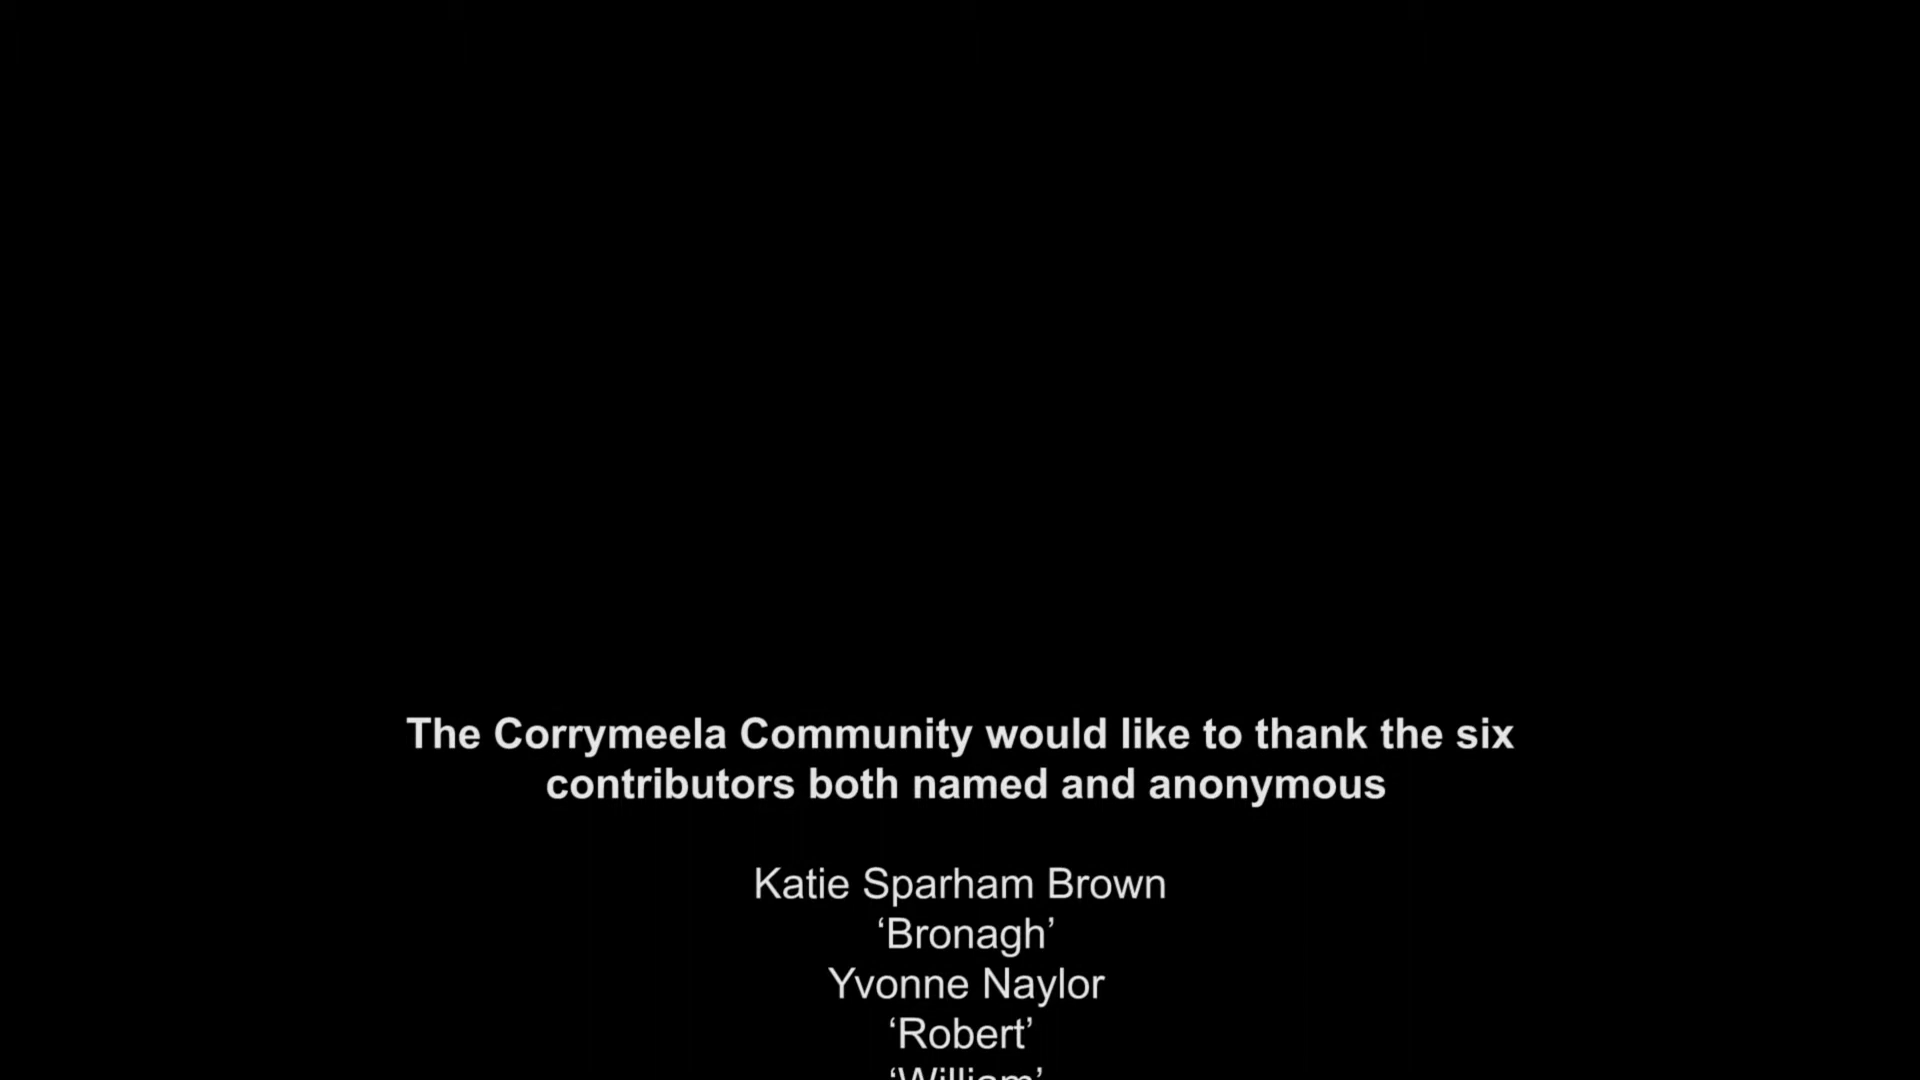 The Corrymeela Community would like to thank the six
contributors both named and anonymous
Katie Sparham Brown
‘Bronagh’
Yvonne Naylor
‘Robert’
‘William’